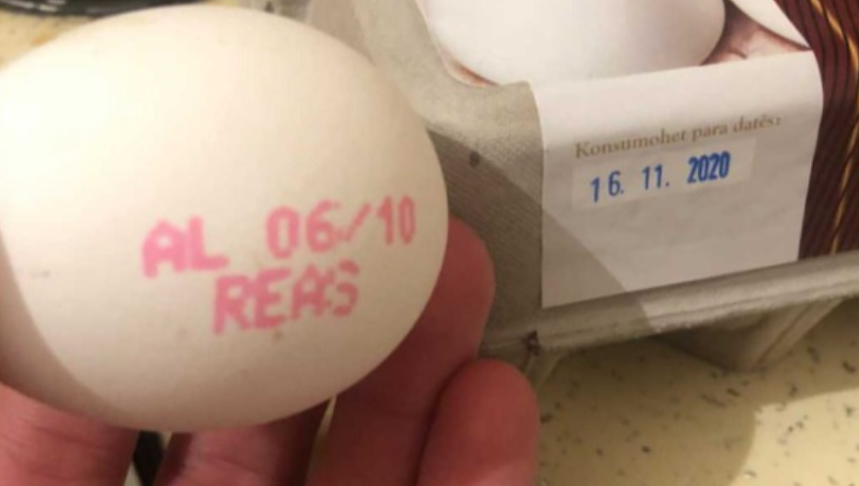 AL 06/10
REAS
Konsumohet para datës:
16. 11. 2020